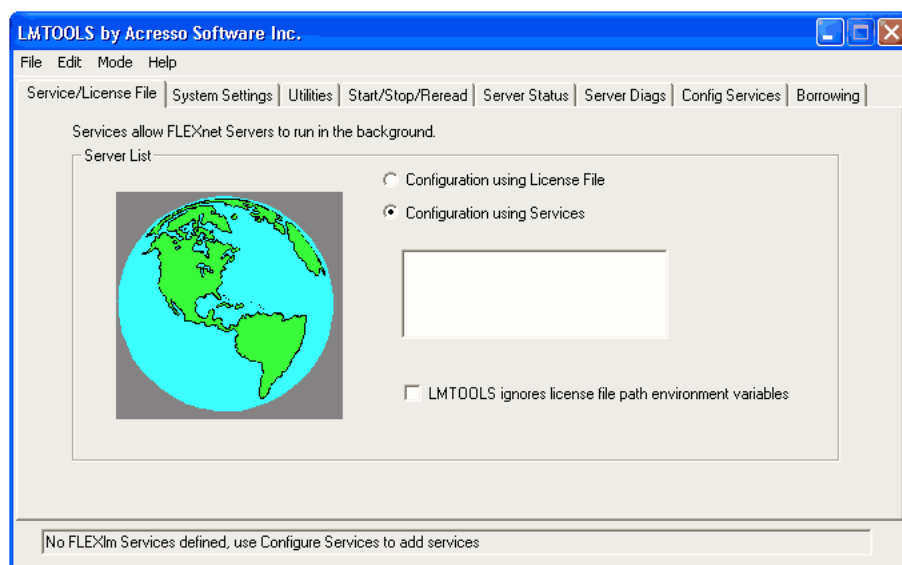 LMTOOLS by Acresso Software Inc.
File Edit Mode Help
Service/License File System Settings Utilities Start/Stop/Reread Server Status Server Diags Config Services Borrowing
Services allow FLEXnet Servers to run in the background.
Server List
Configuration using License File
Configuration using Services
LMTOOLS ignores license file path environment variables
No FLEXlm Services defined, use Configure Services to add services